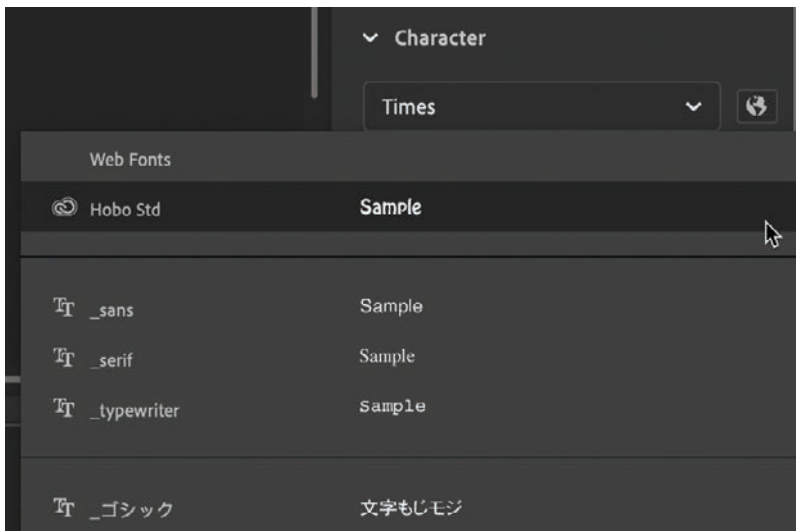 Character
Times
Web Fonts
Hobo Std Sample
_sans Sample
_serif Sample
_typewriter Sample
_ゴシック 文字もじモジ